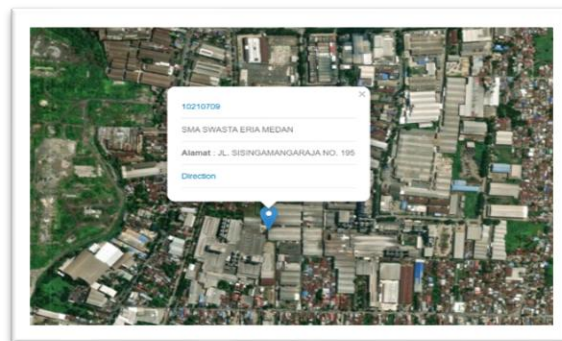 10210709
SMA SWASTA ERIA MEDAN
Alamat : JL. SISINGAMANGARAJA NO. 195
Direction